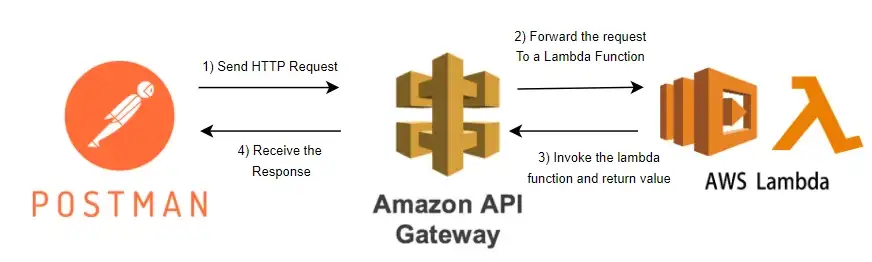 1) Send HTTP Request
4) Receive the
Response
POSTMAN
2) Forward the request
To a Lambda Function
3) Invoke the lambda
function and return value
Amazon API
Gateway
AWS Lambda